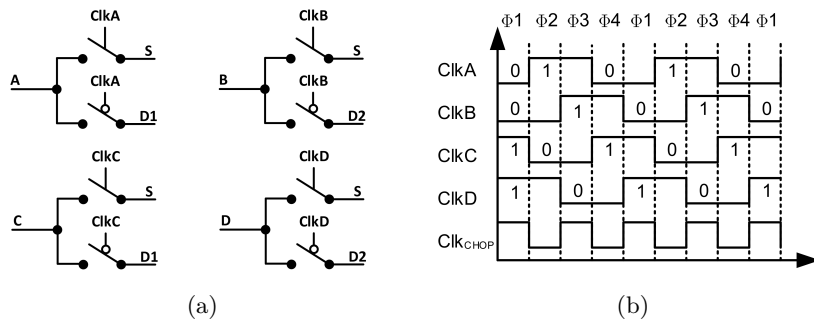 ClkA
S
A
ClkA
D1
ClkB
S
B
ClkB
D2
ClkC
S
C
ClkC
D1
ClkD
S
D
ClkD
D2
(a)
Φ1 Φ2 Φ3 Φ4 Φ1 Φ2 Φ3 Φ4 Φ1
ClkA 0 1 0 1 0
ClkB 0 1 0 1 0
ClkC 1 0 1 0 1
ClkD 1 0 1 0 1
ClkCHOP
(b)